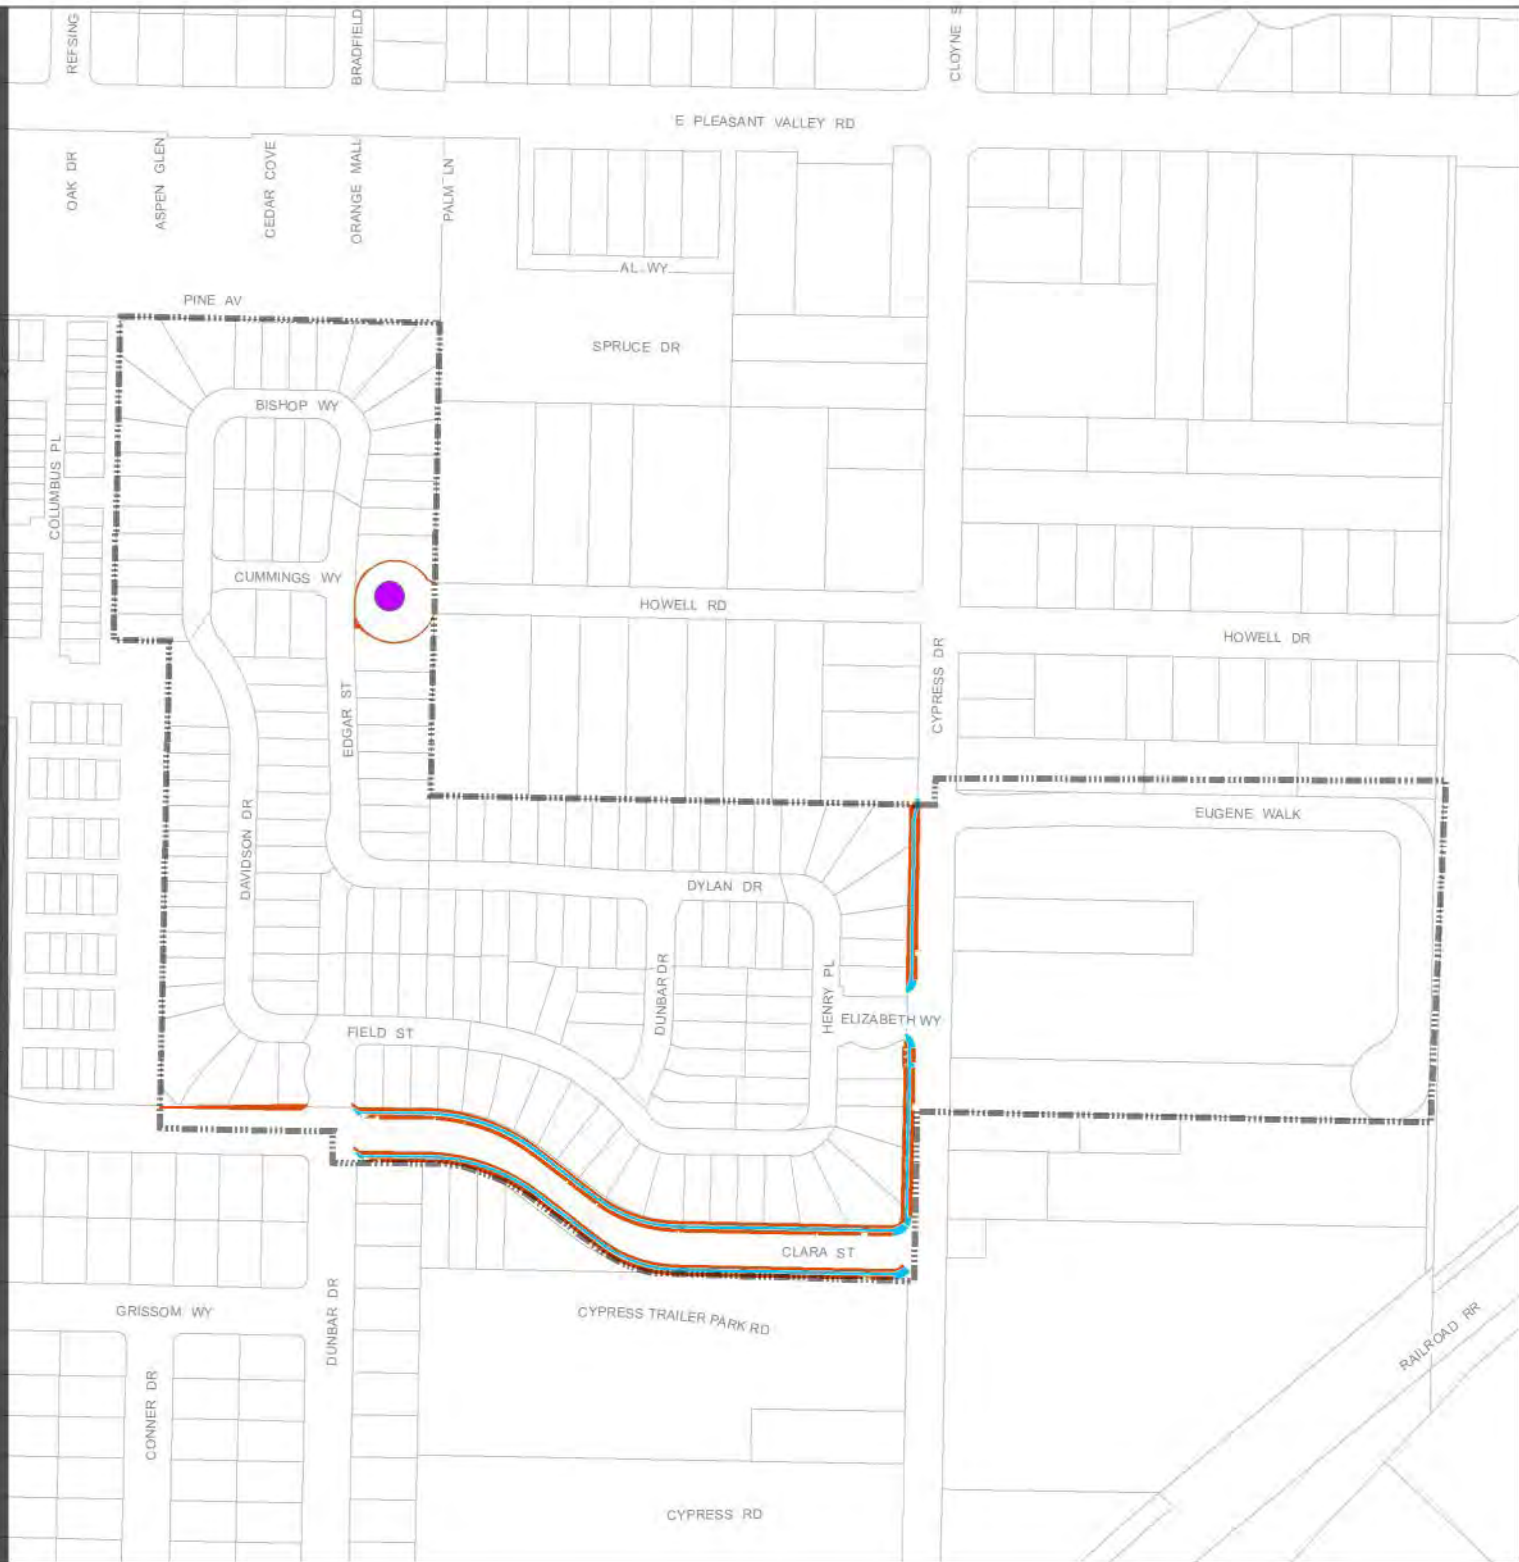 REFSING
BRADFIELD
CLOYNE S
E PLEASANT VALLEY RD
OAK DR
ASPEN GLEN
CEDAR COVE
ORANGE MALL
PALM LN
AL WY
PINE AV
SPRUCE DR
BISHOP WY
COLUMBUS PL
CUMMINGS WY
HOWELL RD
HOWELL DR
CYPRESS DR
EDGAR ST
EUGENE WALK
DAVIDSON DR
DYLAN DR
DUNBAR DR
HENRY PL
ELIZABETH WY
FIELD ST
CLARA ST
GRISSOM WY
DUNBAR DR
CYPRESS TRAILER PARK RD
RAILROAD RR
CONNER DR
CYPRESS RD